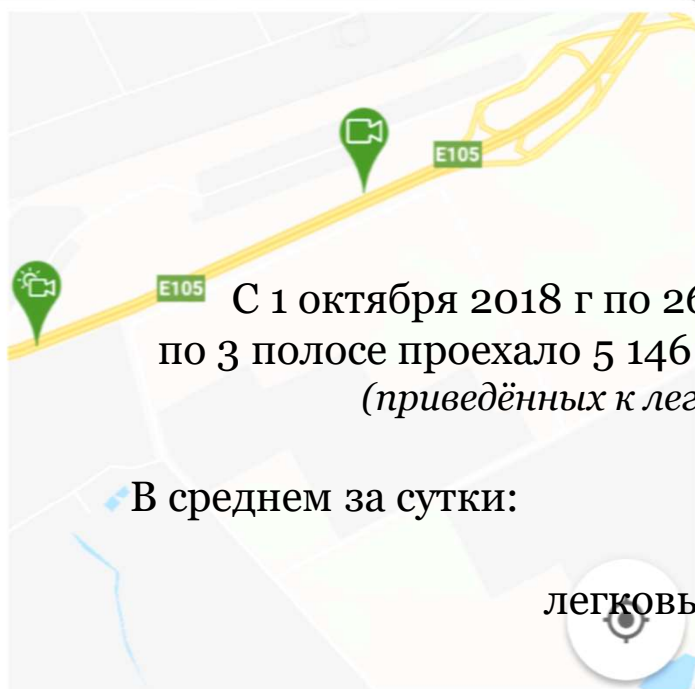 E105
E105
С 1 октября 2018 г по 26
по 3 полосе проехало 5 146
(приведённых к лег
В среднем за сутки:
легковы